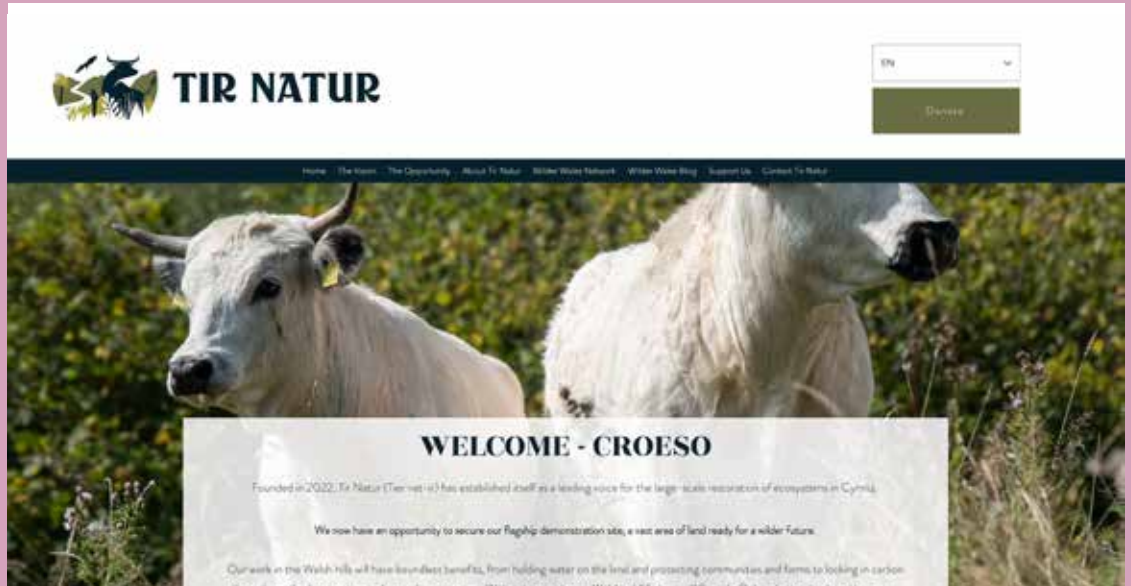 TIR NATUR
EN
Donate
Home The Vision The Opportunity About Tir Natur Wilder Wales Network Wilder Wales Blog Support Us Contact Tir Natur
WELCOME - CROESO
Founded in 2022, Tir Natur (Tier nat-ir) has established itself as a leading voice for the large-scale restoration of ecosystems in Cymru.
We now have an opportunity to secure our flagship demonstration site, a vast area of land ready for a wilder future.
Our work in the Welsh hills will have boundless benefits, from holding water on the land and protecting communities and farms to locking in carbon